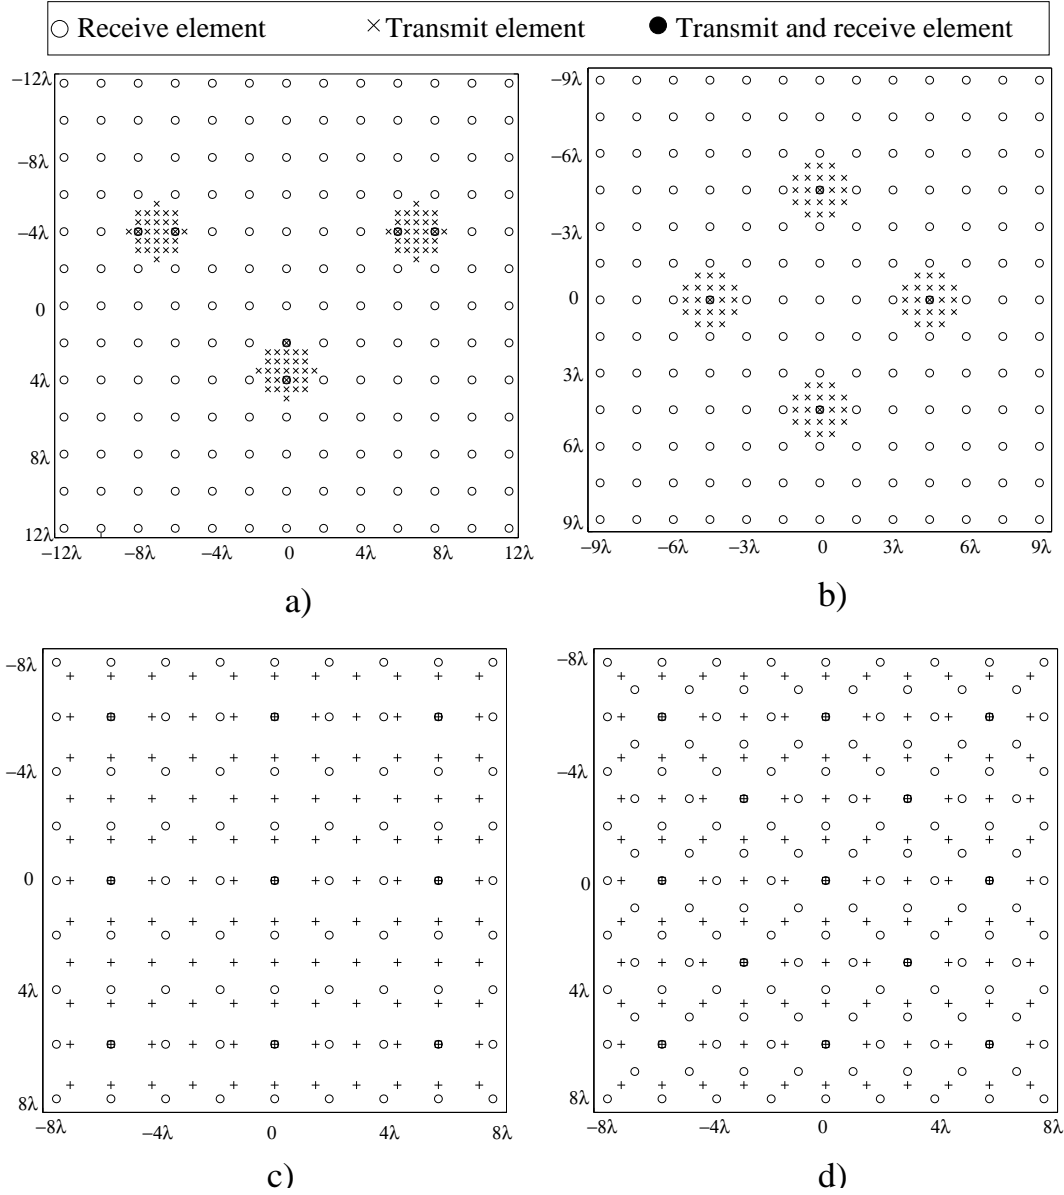 Receive element Transmit element Transmit and receive element
−12λ
−8λ
−4λ
0
4λ
8λ
12λ
−12λ −8λ −4λ 0 4λ 8λ 12λ
a)
−9λ
−6λ
−3λ
0
3λ
6λ
9λ
−9λ −6λ −3λ 0 3λ 6λ 9λ
b)
−8λ
−4λ
0
4λ
8λ
−8λ −4λ 0 4λ 8λ
c)
−8λ
−4λ
0
4λ
8λ
−8λ −4λ 0 4λ 8λ
d)